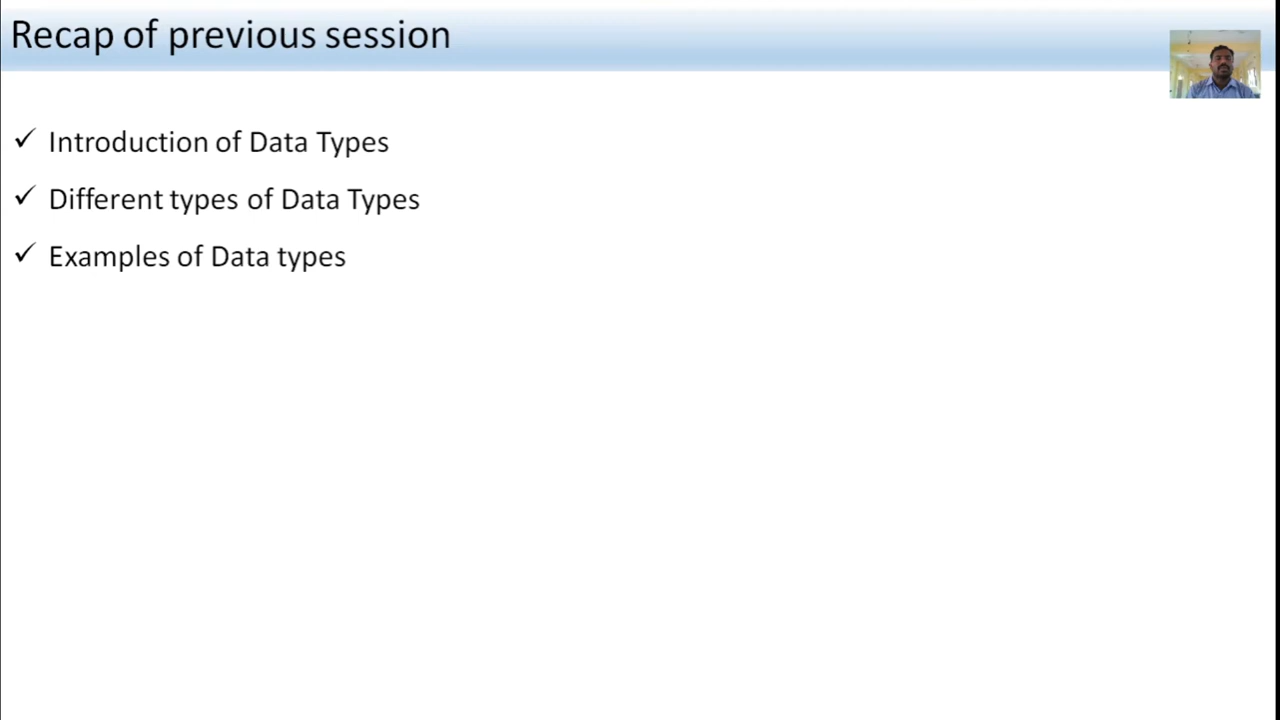 Recap of previous session
✓ Introduction of Data Types
✓ Different types of Data Types
✓ Examples of Data types